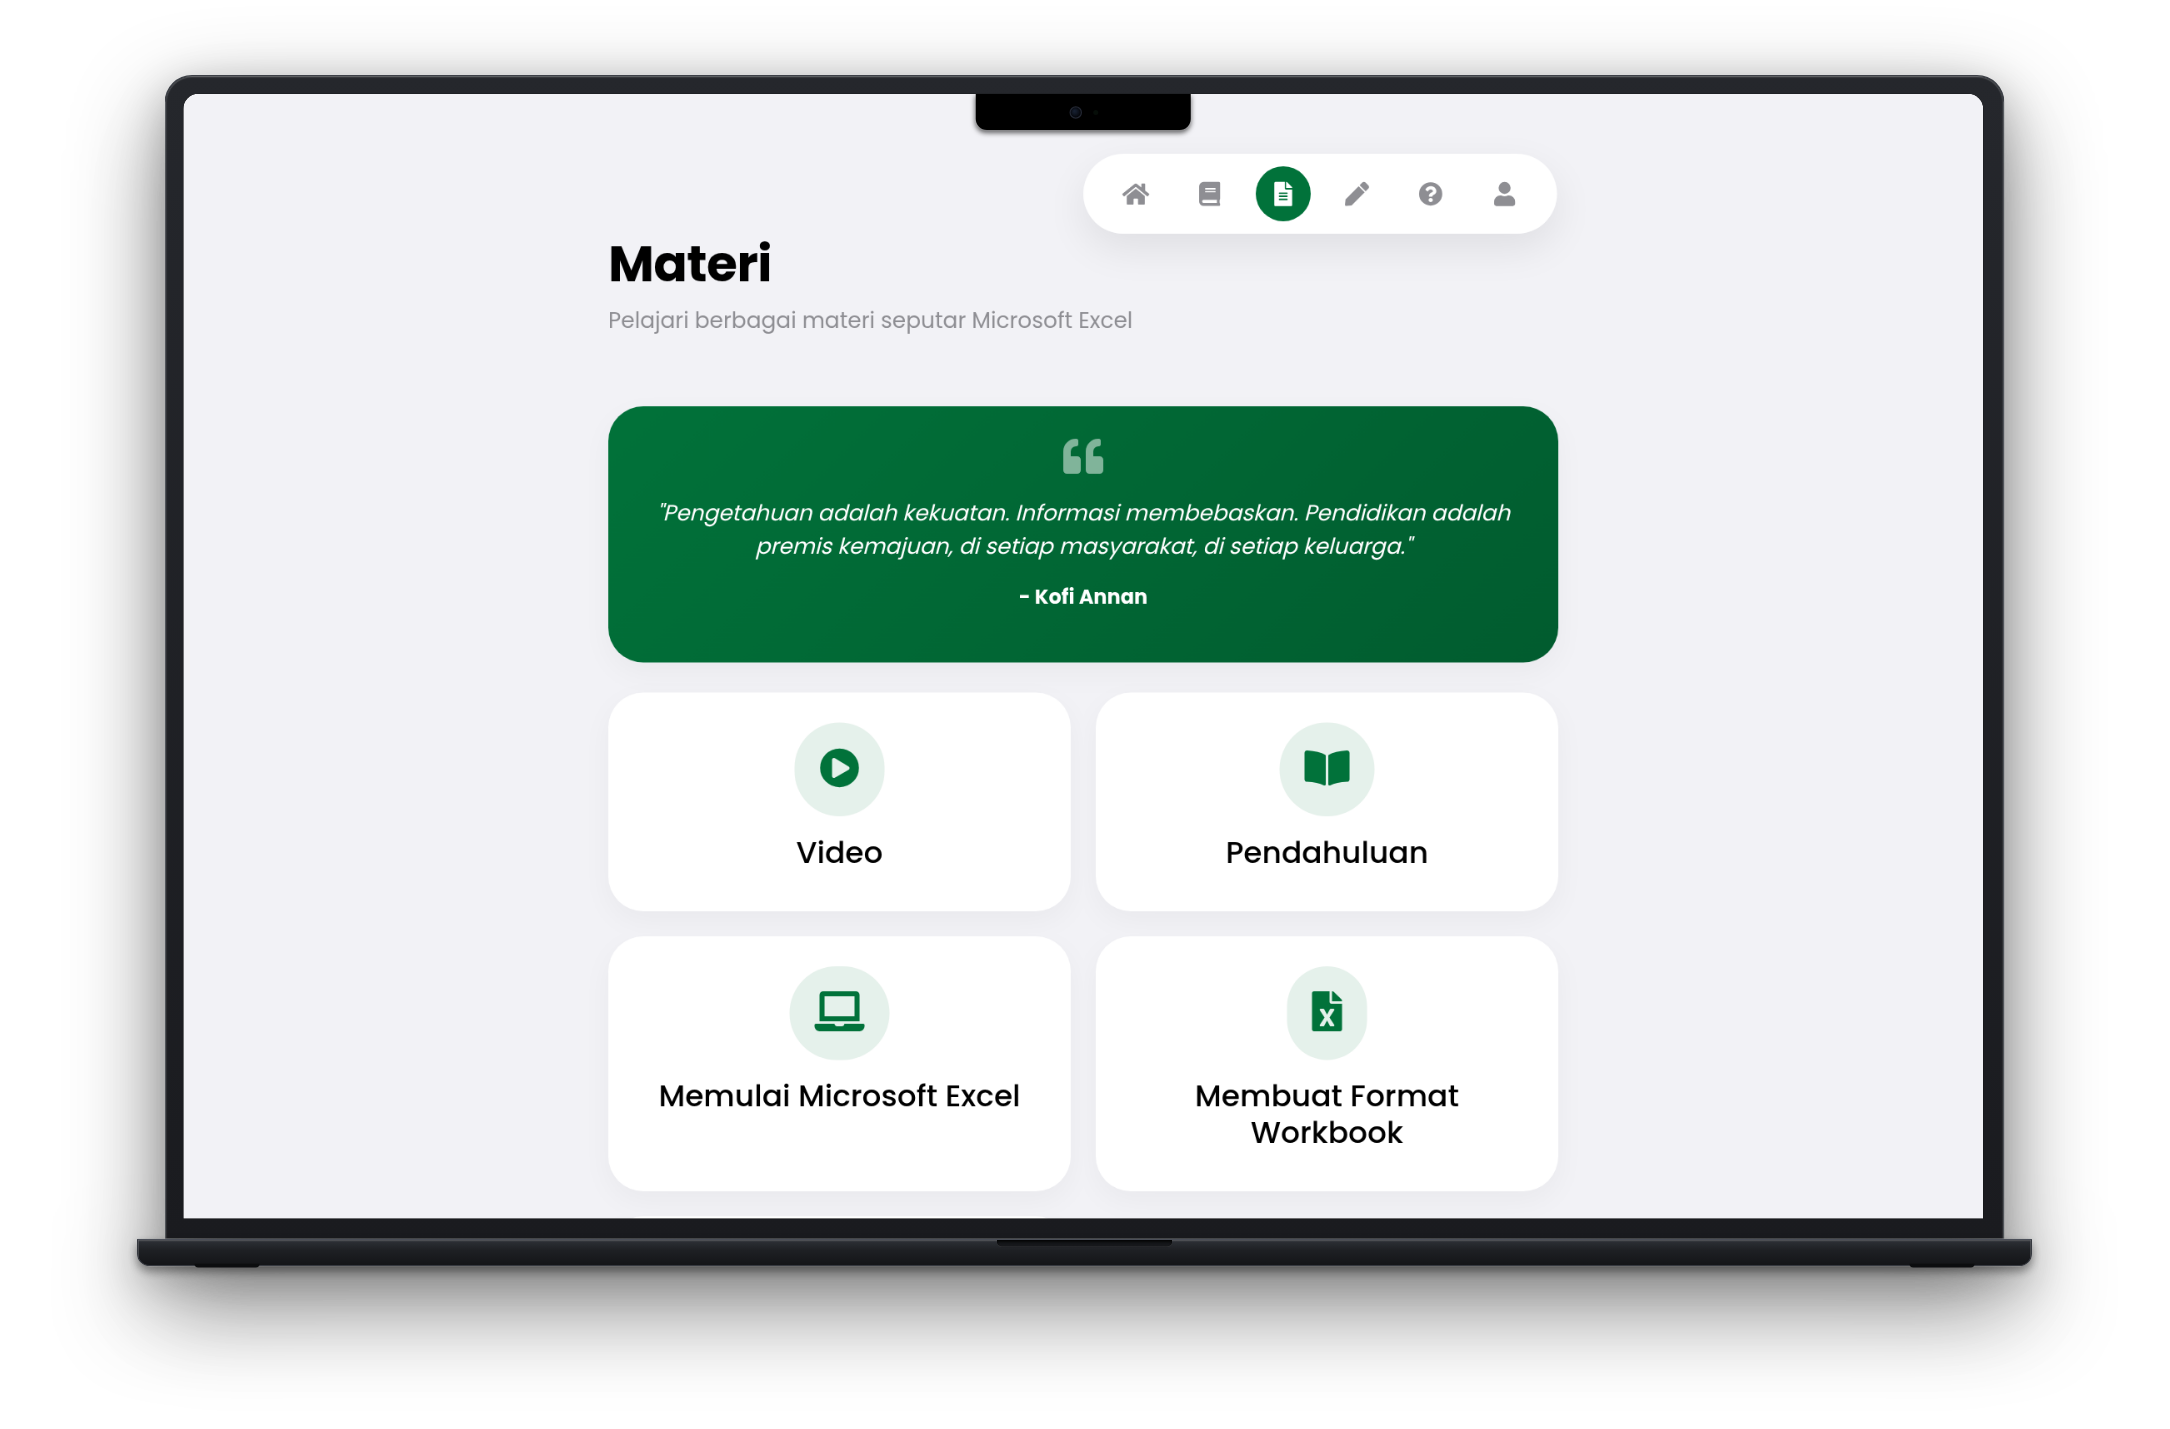 Materi
Pelajari berbagai materi seputar Microsoft Excel
"Pengetahuan adalah kekuatan. Informasi membebaskan. Pendidikan adalah
premis kemajuan, di setiap masyarakat, di setiap keluarga."
- Kofi Annan
Video
Pendahuluan
Memulai Microsoft Excel
Membuat Format
Workbook